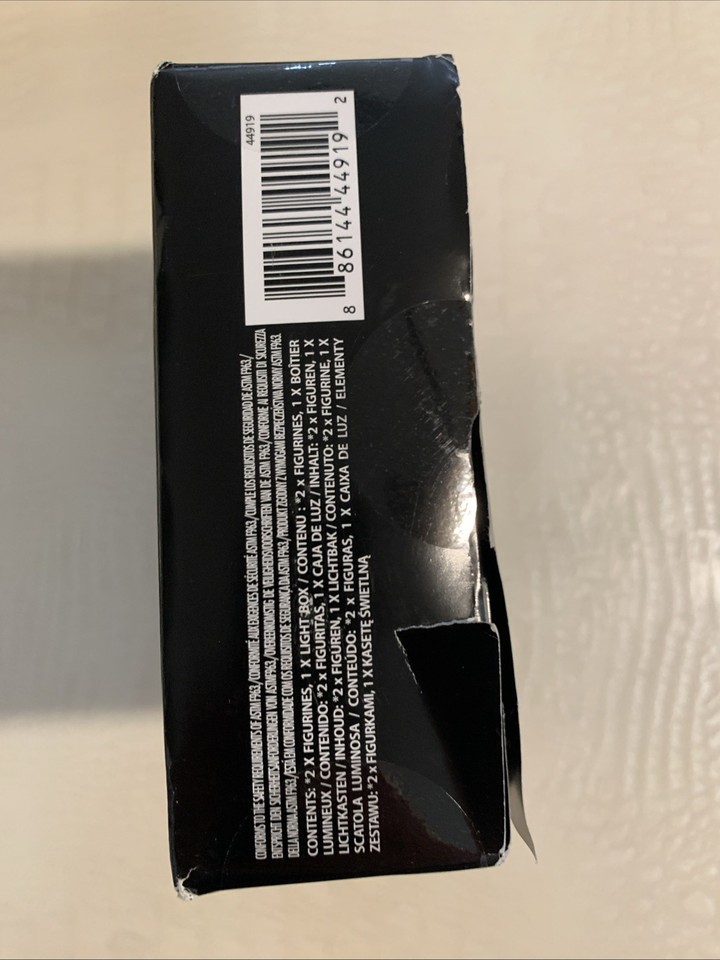 44919
8 86144 44919 2
CONFORMS TO THE SAFETY REQUIREMENTS OF ASTM F963./ CONFORMITÉ AUX EXIGENCES DE SÉCURITÉ ASTM F963./ CUMPLE LOS REQUISITOS DE SEGURIDAD DE ASTM F963./
ENTSPRICHT DEN SICHERHEITSANFORDERUNGEN VON ASTM F963./ OVEREENKOMSTIG DE VEILIGHEIDSVOORSCHRIFTEN VAN DE ASTM F963./ CONFORME AI REQUISITI DI SICUREZZA
DELLA NORMA ASTM F963./ ESTÁ EM CONFORMIDADE COM OS REQUISITOS DE SEGURANÇA DA ASTM F963./ PRODUKT ZGODNY Z WYMOGAMI BEZPIECZEŃSTWA NORMY ASTM F963.
CONTENTS: *2 X FIGURINES, 1 X LIGHT BOX / CONTENU : *2 x FIGURINES, 1 X BOÎTIER
LUMINEUX / CONTENIDO: *2 x FIGURITAS, 1 X CAJA DE LUZ / INHALT: *2 x FIGUREN, 1 X
LICHTKASTEN / INHOUD: *2 x FIGUREN, 1 X LICHTBAK / CONTENUTO: *2 x FIGURINE, 1 X
SCATOLA LUMINOSA / CONTEÚDO: *2 x FIGURAS, 1 X CAIXA DE LUZ / ELEMENTY
ZESTAWU: *2 x FIGURKAMI, 1 X KASETĘ ŚWIETLNĄ